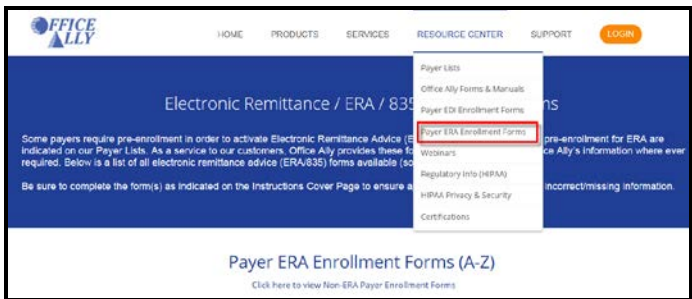 OFFICE
ALLY
HOME PRODUCTS SERVICES RESOURCE CENTER SUPPORT LOGIN
Payer Lists
Office Ally Forms & Manuals
Payer EDI Enrollment Forms
Payer ERA Enrollment Forms
Webinars
Regulatory Info (HIPAA)
HIPAA Privacy & Security
Certifications
Electronic Remittance / ERA / 835 ns
Some payers require pre-enrollment in order to activate Electronic Remittance Advice (E pre-enrollment for ERA are
indicated on our Payer Lists. As a service to our customers, Office Ally provides these fo ce Ally's information where ever
required. Below is a list of all electronic remittance advice (ERA/835) forms available (so
Be sure to complete the form(s) as indicated on the Instructions Cover Page to ensure a incorrect/missing information.
Payer ERA Enrollment Forms (A-Z)
Click here to view Non-ERA Payer Enrollment Forms